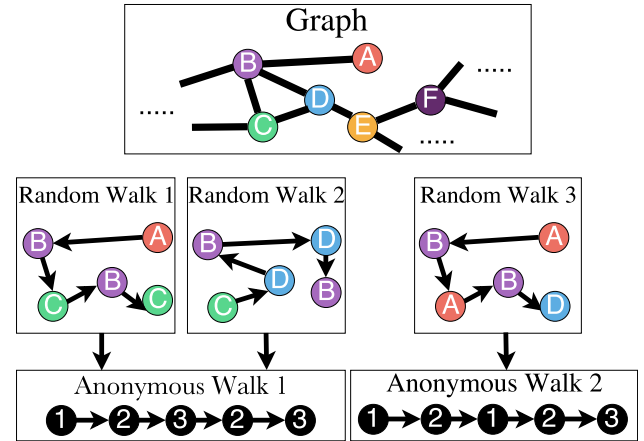 Graph
B A
..... D F .....
C E .....
Random Walk 1 Random Walk 2 Random Walk 3
B A B D B A
C B C C D B A B D
Anonymous Walk 1 Anonymous Walk 2
1 2 3 2 3 1 2 1 2 3